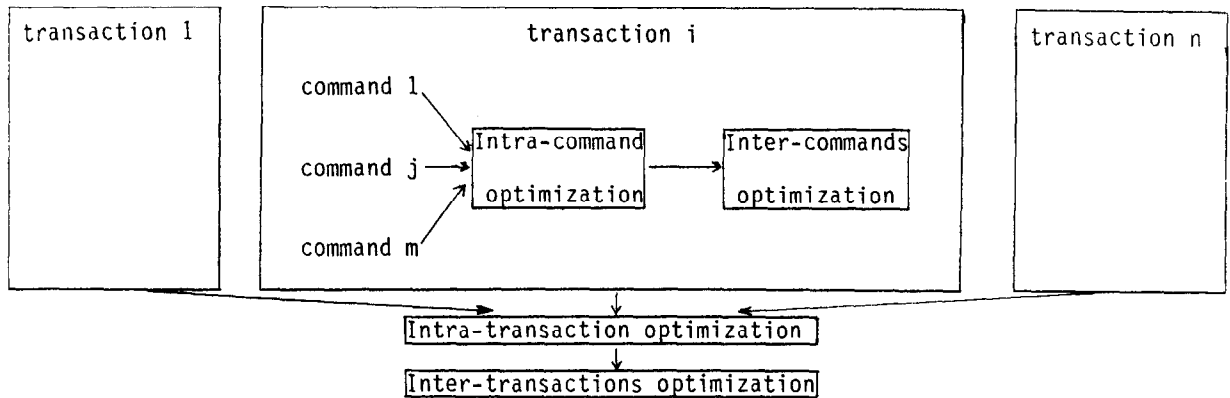 transaction 1
transaction i
transaction n
command 1
command j
command m
Intra-command
optimization
Inter-commands
optimization
Intra-transaction optimization
Inter-transactions optimization